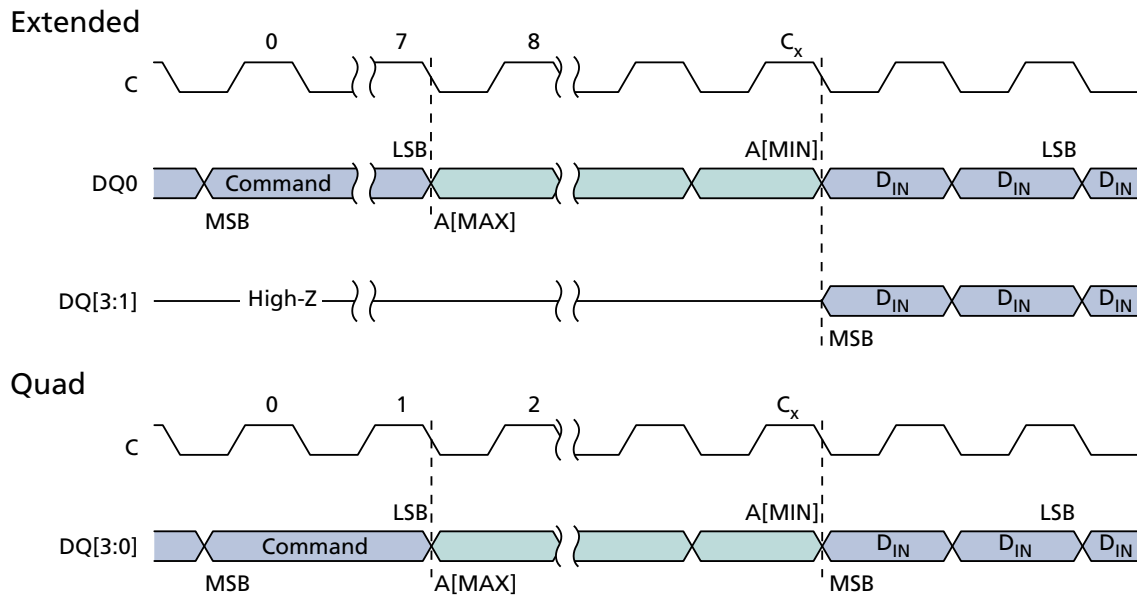 Extended
0 7 8 Cx
C
LSB A[MIN] LSB
DQ0 Command DIN DIN DIN
MSB A[MAX]
DQ[3:1] High-Z DIN DIN DIN
MSB
Quad
0 1 2 Cx
C
LSB A[MIN] LSB
DQ[3:0] Command DIN DIN DIN
MSB A[MAX] MSB